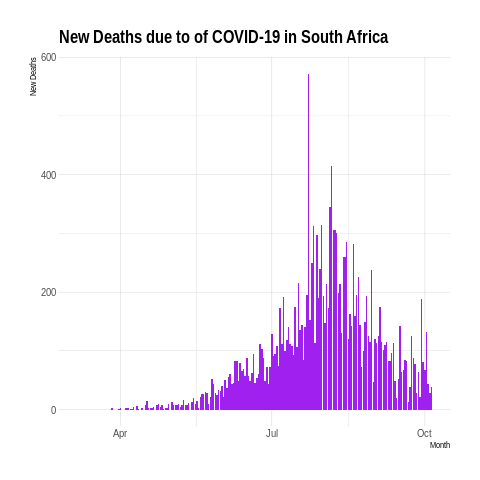 New Deaths due to of COVID-19 in South Africa
New Deaths
600
400
200
0
Apr
Jul
Oct
Month